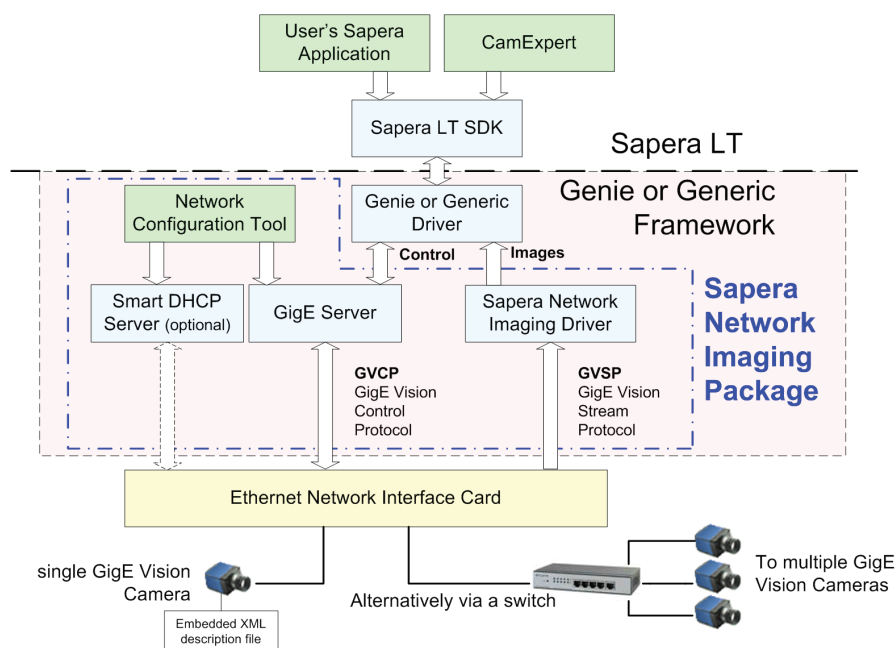 User's Sapera
Application
CamExpert
Sapera LT SDK
Sapera LT
Genie or Generic
Framework
Network
Configuration Tool
Genie or Generic
Driver
Control
Images
Smart DHCP
Server (optional)
GigE Server
Sapera Network
Imaging Driver
Sapera
Network
Imaging
Package
GVCP
GigE Vision
Control
Protocol
GVSP
GigE Vision
Stream
Protocol
Ethernet Network Interface Card
single GigE Vision
Camera
Embedded XML
description file
Alternatively via a switch
To multiple GigE
Vision Cameras